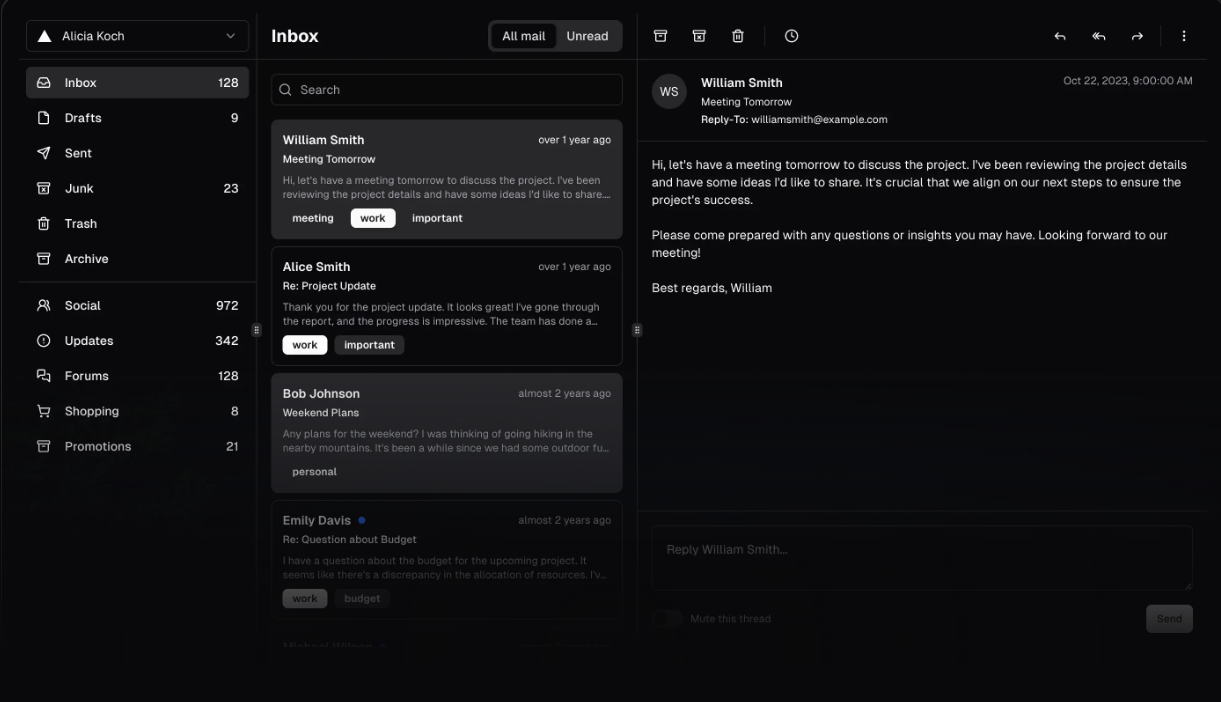 Alicia Koch
Inbox 128
Drafts 9
Sent
Junk 23
Trash
Archive
Social 972
Updates 342
Forums 128
Shopping 8
Promotions 21
Inbox
All mail Unread
Search
William Smith over 1 year ago
Meeting Tomorrow
Hi, let's have a meeting tomorrow to discuss the project. I've been
reviewing the project details and have some ideas I'd like to share....
meeting work important
Alice Smith over 1 year ago
Re: Project Update
Thank you for the project update. It looks great! I've gone through
the report, and the progress is impressive. The team has done a...
work important
Bob Johnson almost 2 years ago
Weekend Plans
Any plans for the weekend? I was thinking of going hiking in the
nearby mountains. It's been a while since we had some outdoor fu...
personal
Emily Davis almost 2 years ago
Re: Question about Budget
I have a question about the budget for the upcoming project. It
seems like there's a discrepancy in the allocation of resources. I'v...
work budget
WS
William Smith Oct 22, 2023, 9:00:00 AM
Meeting Tomorrow
Reply-To: williamsmith@example.com
Hi, let's have a meeting tomorrow to discuss the project. I've been reviewing the project details
and have some ideas I'd like to share. It's crucial that we align on our next steps to ensure the
project's success.
Please come prepared with any questions or insights you may have. Looking forward to our
meeting!
Best regards, William
Reply William Smith...
Mute this thread Send